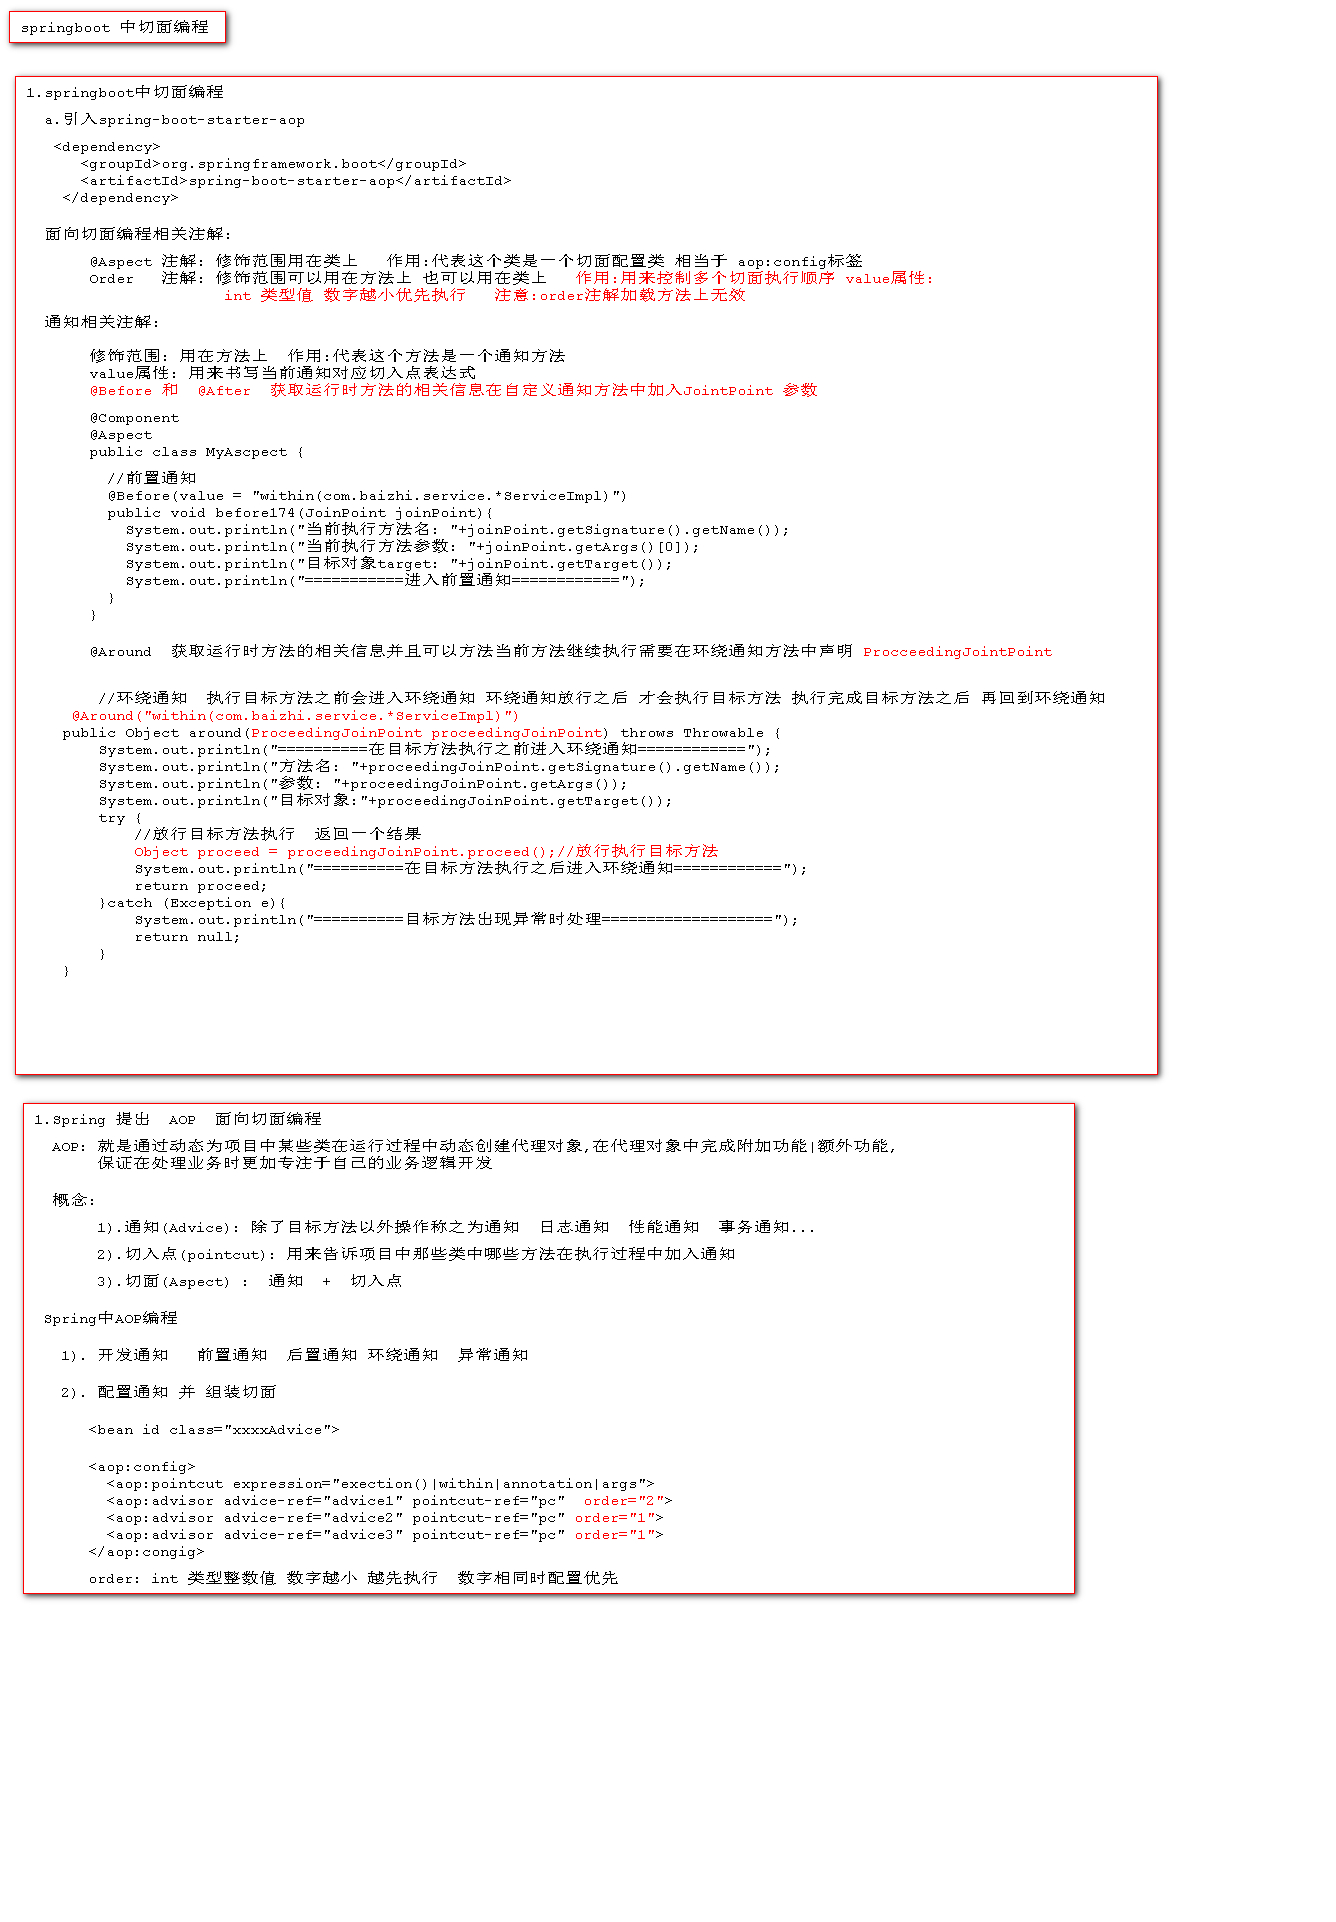 springboot 中切面编程
1.springboot中切面编程
a.引入spring-boot-starter-aop
<dependency>
<groupId>org.springframework.boot</groupId>
<artifactId>spring-boot-starter-aop</artifactId>
</dependency>
面向切面编程相关注解:
@Aspect 注解: 修饰范围用在类上 作用:代表这个类是一个切面配置类 相当于 aop:config标签
Order 注解: 修饰范围可以用在方法上 也可以用在类上 作用:用来控制多个切面执行顺序 value属性:
int 类型值 数字越小优先执行 注意:order注解加载方法上无效
通知相关注解:
修饰范围: 用在方法上 作用:代表这个方法是一个通知方法
value属性: 用来书写当前通知对应切入点表达式
@Before 和 @After 获取运行时方法的相关信息在自定义通知方法中加入JointPoint 参数
@Component
@Aspect
public class MyAscpect {
//前置通知
@Before(value = "within(com.baizhi.service.*ServiceImpl)")
public void before174(JoinPoint joinPoint){
System.out.println("当前执行方法名: "+joinPoint.getSignature().getName());
System.out.println("当前执行方法参数: "+joinPoint.getArgs()[0]);
System.out.println("目标对象target: "+joinPoint.getTarget());
System.out.println("===========进入前置通知============");
}
}
@Around 获取运行时方法的相关信息并且可以方法当前方法继续执行需要在环绕通知方法中声明 ProcceedingJointPoint
//环绕通知 执行目标方法之前会进入环绕通知 环绕通知放行之后 才会执行目标方法 执行完成目标方法之后 再回到环绕通知
@Around("within(com.baizhi.service.*ServiceImpl)")
public Object around(ProceedingJoinPoint proceedingJoinPoint) throws Throwable {
System.out.println("==========在目标方法执行之前进入环绕通知============");
System.out.println("方法名: "+proceedingJoinPoint.getSignature().getName());
System.out.println("参数: "+proceedingJoinPoint.getArgs());
System.out.println("目标对象:"+proceedingJoinPoint.getTarget());
try {
//放行目标方法执行 返回一个结果
Object proceed = proceedingJoinPoint.proceed();//放行执行目标方法
System.out.println("==========在目标方法执行之后进入环绕通知============");
return proceed;
}catch (Exception e){
System.out.println("==========目标方法出现异常时处理===================");
return null;
}
}
1.Spring 提出 AOP 面向切面编程
AOP: 就是通过动态为项目中某些类在运行过程中动态创建代理对象,在代理对象中完成附加功能|额外功能,
保证在处理业务时更加专注于自己的业务逻辑开发
概念:
1).通知(Advice): 除了目标方法以外操作称之为通知 日志通知 性能通知 事务通知...
2).切入点(pointcut): 用来告诉项目中那些类中哪些方法在执行过程中加入通知
3).切面(Aspect) : 通知 + 切入点
Spring中AOP编程
1). 开发通知 前置通知 后置通知 环绕通知 异常通知
2). 配置通知 并 组装切面
<bean id class="xxxxAdvice">
<aop:config>
<aop:pointcut expression="exection()|within|annotation|args">
<aop:advisor advice-ref="advice1" pointcut-ref="pc" order="2">
<aop:advisor advice-ref="advice2" pointcut-ref="pc" order="1">
<aop:advisor advice-ref="advice3" pointcut-ref="pc" order="1">
</aop:congig>
order: int 类型整数值 数字越小 越先执行 数字相同时配置优先